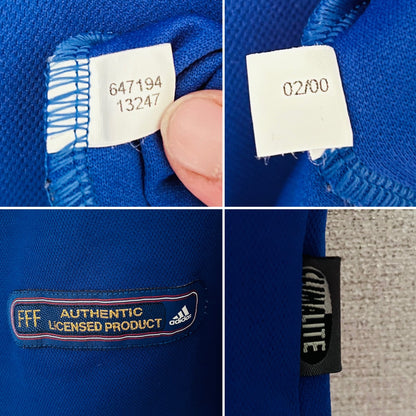 647194
13247
02/00
FFF
AUTHENTIC
LICENSED PRODUCT
adidas
CLIMALITE